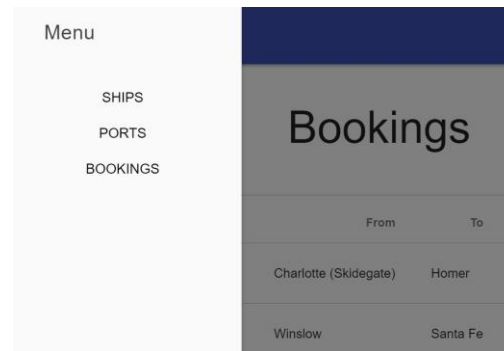 Menu
SHIPS
PORTS
BOOKINGS
Bookings
From To
Charlotte (Skidegate) Homer
Winslow Santa Fe